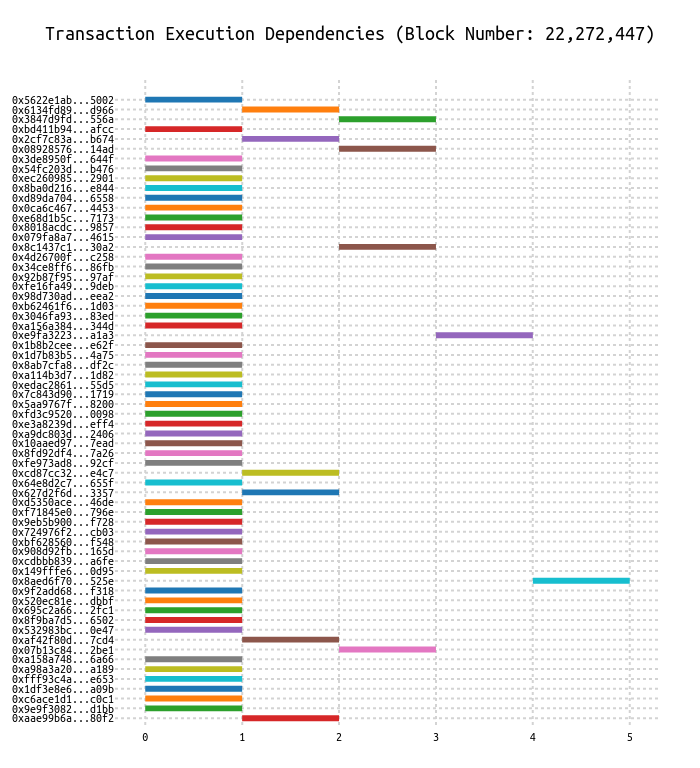 Transaction Execution Dependencies (Block Number: 22,272,447)
0x5622e1ab...5002
0x6134fd89...d966
0x3847d9fd...556a
0xbd411b94...afcc
0x2cf7c83a...b674
0x08928576...14ad
0x3de8950f...644f
0x54fc203d...b476
0xec260985...2901
0x8ba0d216...e844
0xd89da704...6558
0x0ca6c467...4453
0xe68d1b5c...7173
0x8018acdc...9857
0x079fa8a7...4615
0x8c1437c1...30a2
0x4d26700f...c258
0x34ce8ff6...86fb
0x92b87f95...97af
0xfe16fa49...9deb
0x98d730ad...eea2
0xb62461f6...1d03
0x3046fa93...83ed
0xa156a384...344d
0xe9fa3223...a1a3
0x1b8b2cee...e62f
0x1d7b83b5...4a75
0x8ab7cfa8...df2c
0xa114b3d7...1d82
0xedac2861...55d5
0x7c843d90...1719
0x5aa9767f...8200
0xfd3c9520...0098
0xe3a8239d...eff4
0xa9dc803d...2406
0x10aaed97...7ead
0x8fd92df4...7a26
0xfe973ad8...92cf
0xcd87cc32...e4c7
0x64e8d2c7...655f
0x627d2f6d...3357
0xd5350ace...46de
0xf71845e0...796e
0x9eb5b900...f728
0x724976f2...cb03
0xbf628560...f548
0x908d92fb...165d
0xcdbbb839...a6fe
0x149fffe6...0d95
0x8aed6f70...525e
0x9f2add68...f318
0x520ec81e...dbbf
0x695c2a66...2fc1
0x8f9ba7d5...6502
0x532983bc...0e47
0xaf42f80d...7cd4
0x07b13c84...2be1
0xa158a748...6a66
0xa98a3a20...a189
0xfff93c4a...e653
0x1df3e8e6...a09b
0xc6ace1d1...c0c1
0x9e9f3082...d1bb
0xaae99b6a...80f2
0 1 2 3 4 5